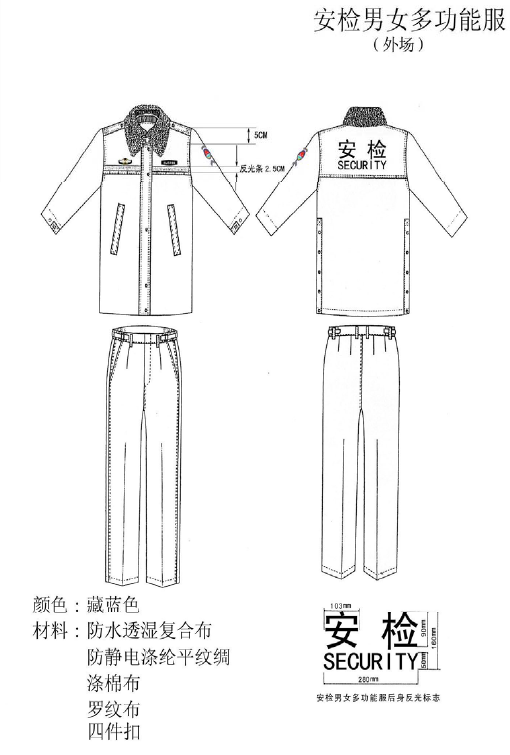 安检男女多功能服
（外场）
5CM
反光条 2.5CM
安 检
SECURITY
颜色：藏蓝色
材料：防水透湿复合布
防静电涤纶平纹绸
涤棉布
罗纹布
四件扣
103mm
安 检
SECURITY
90mm
50mm
160mm
280mm
安检男女多功能服后身反光标志